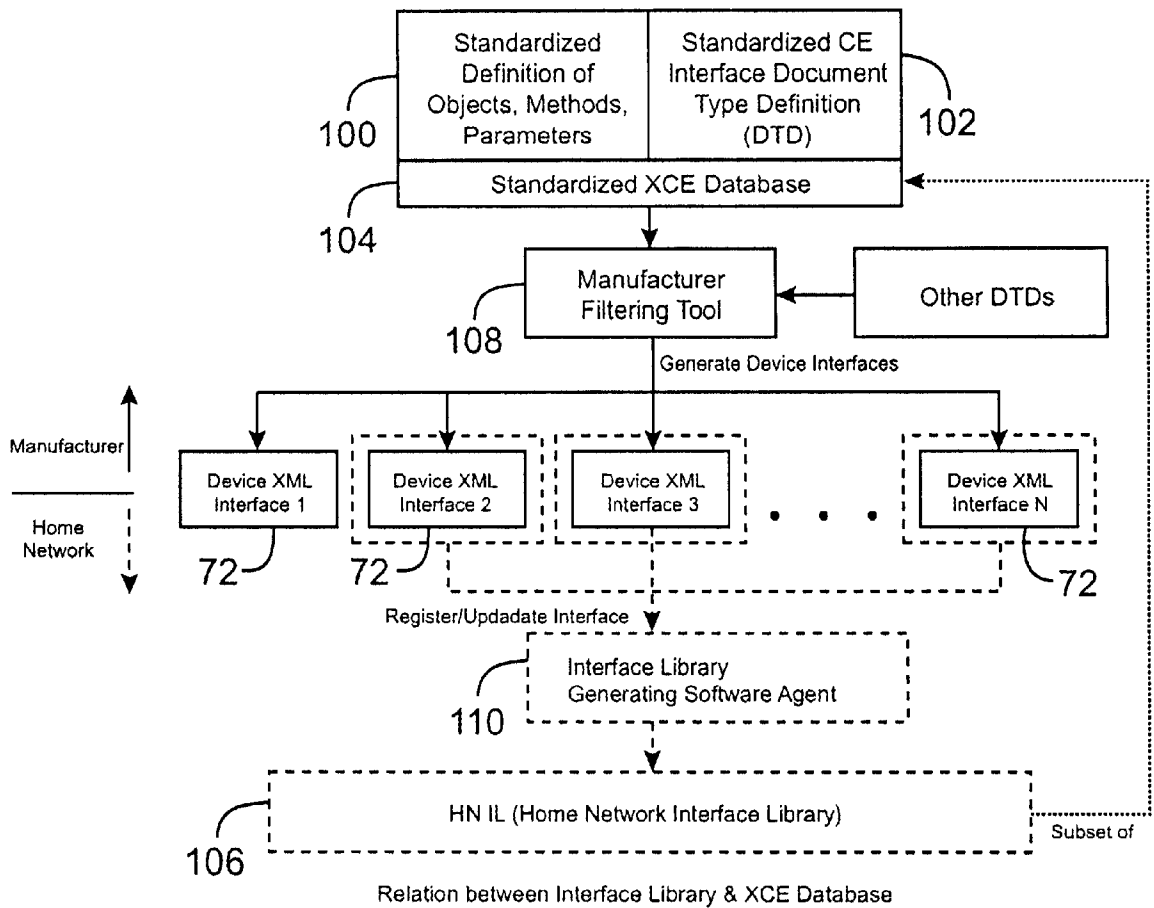 Standardized
Definition of
Objects, Methods,
Parameters
Standardized CE
Interface Document
Type Definition
(DTD)
100
102
Standardized XCE Database
104
Manufacturer
Filtering Tool
Other DTDs
108
Generate Device Interfaces
Manufacturer
Home
Network
Device XML
Interface 1
Device XML
Interface 2
Device XML
Interface 3
Device XML
Interface N
72
72
72
Register/Updadate Interface
Interface Library
Generating Software Agent
110
HN IL (Home Network Interface Library)
Subset of
106
Relation between Interface Library & XCE Database